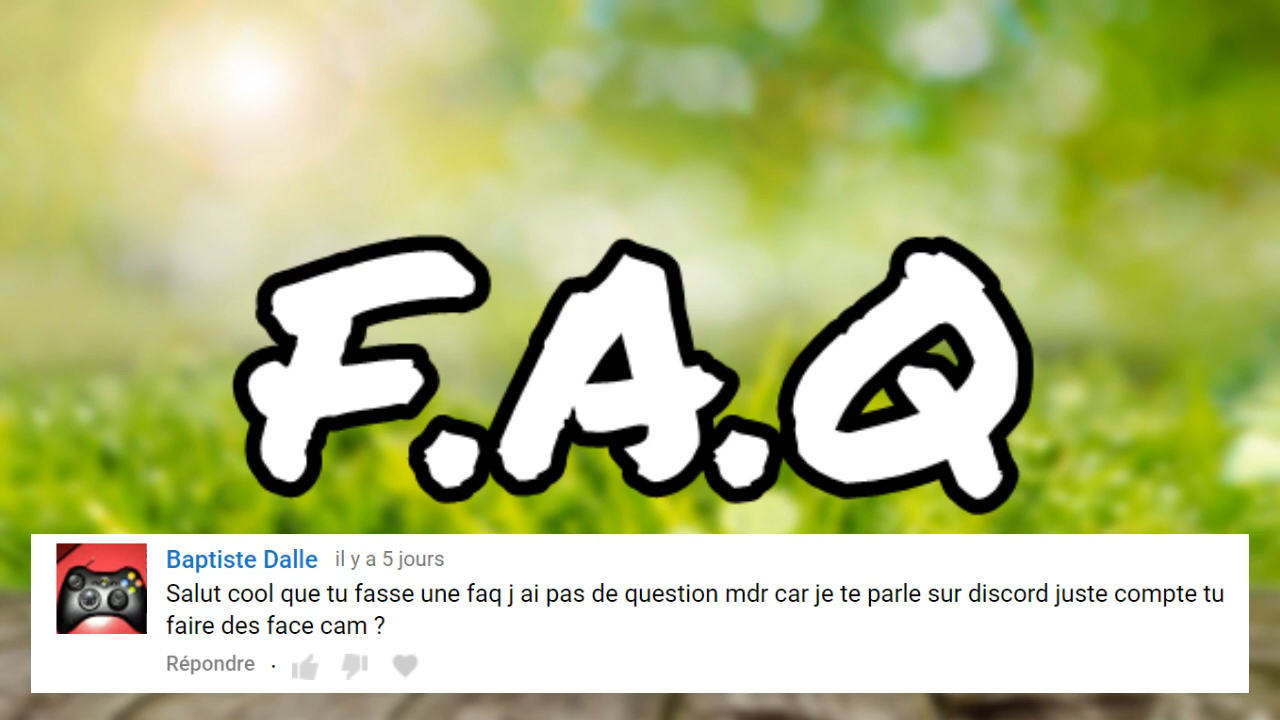 F.A.Q
Baptiste Dalle il y a 5 jours
Salut cool que tu fasse une faq j ai pas de question mdr car je te parle sur discord juste compte tu
faire des face cam ?
Répondre ·